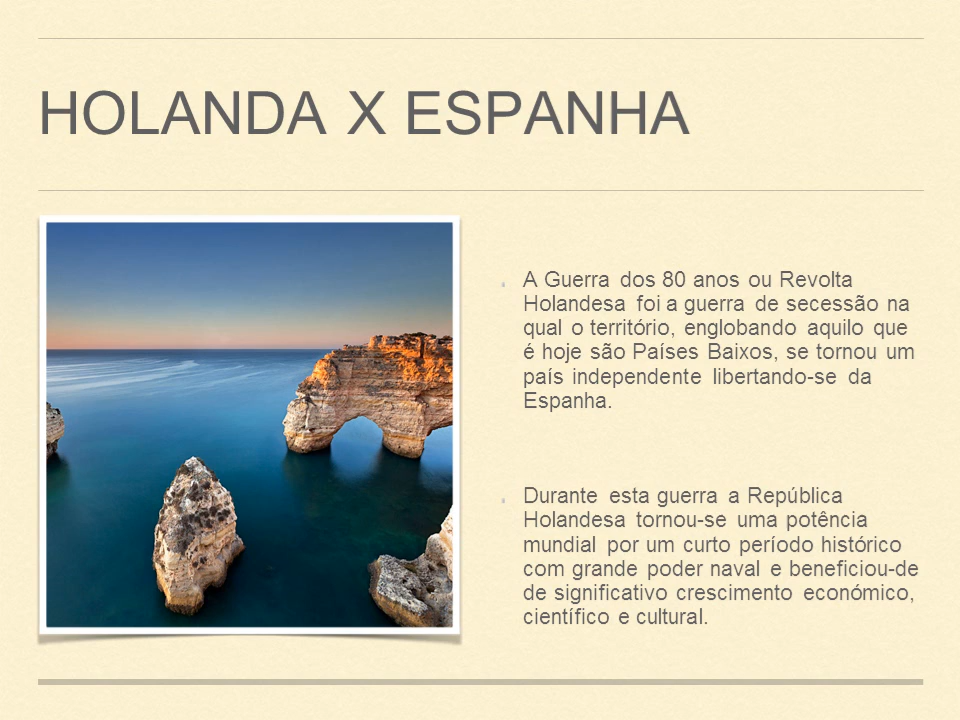 HOLANDA X ESPANHA
A Guerra dos 80 anos ou Revolta
Holandesa foi a guerra de secessão na
qual o território, englobando aquilo que
é hoje são Países Baixos, se tornou um
país independente libertando-se da
Espanha.
Durante esta guerra a República
Holandesa tornou-se uma potência
mundial por um curto período histórico
com grande poder naval e beneficiou-de
de significativo crescimento económico,
científico e cultural.